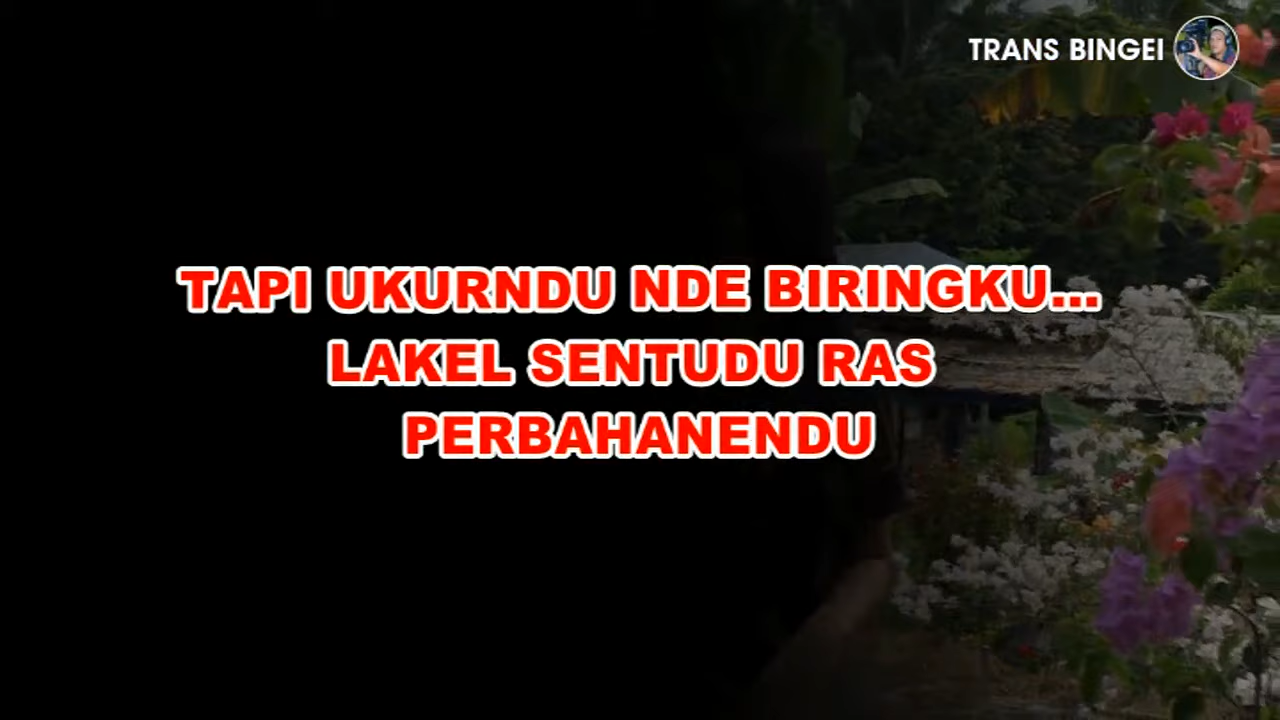 TRANS BINGEI
TAPI UKURNDU NDE BIRINGKU...
LAKEL SENTUDU RAS
PERBAHANENDU